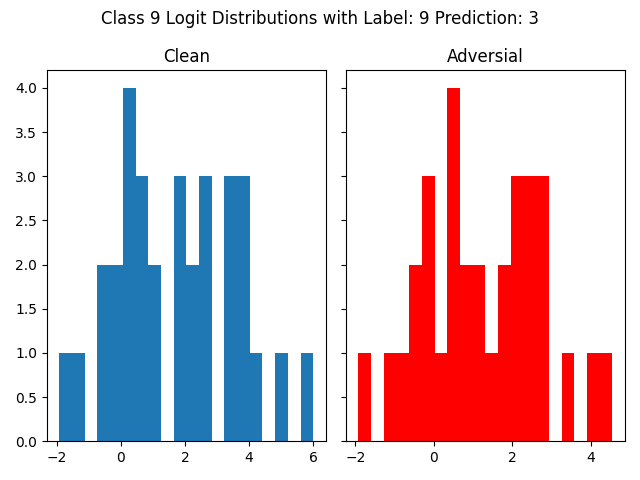 Class 9 Logit Distributions with Label: 9 Prediction: 3
Clean
Adversial
4.0
3.5
3.0
2.5
2.0
1.5
1.0
0.5
0.0
−2 0 2 4 6
−2 0 2 4